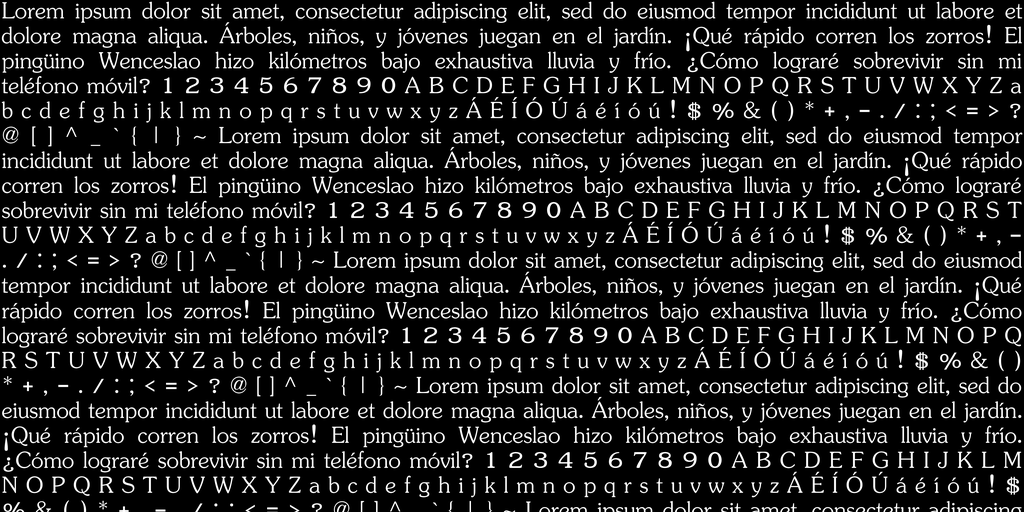 Lorem ipsum dolor sit amet, consectetur adipiscing elit, sed do eiusmod tempor incididunt ut labore et
dolore magna aliqua. Árboles, niños, y jóvenes juegan en el jardín. ¡Qué rápido corren los zorros! El
pingüino Wenceslao hizo kilómetros bajo exhaustiva lluvia y frío. ¿Cómo lograré sobrevivir sin mi
teléfono móvil? 1 2 3 4 5 6 7 8 9 0 A B C D E F G H I J K L M N O P Q R S T U V W X Y Z a
b c d e f g h i j k l m n o p q r s t u v w x y z Á É Í Ó Ú á é í ó ú ! $ % & ( ) * + , - . / : ; < = > ?
@ [ ] ^ _ ` { | } ~ Lorem ipsum dolor sit amet, consectetur adipiscing elit, sed do eiusmod tempor
incididunt ut labore et dolore magna aliqua. Árboles, niños, y jóvenes juegan en el jardín. ¡Qué rápido
corren los zorros! El pingüino Wenceslao hizo kilómetros bajo exhaustiva lluvia y frío. ¿Cómo lograré
sobrevivir sin mi teléfono móvil? 1 2 3 4 5 6 7 8 9 0 A B C D E F G H I J K L M N O P Q R S T
U V W X Y Z a b c d e f g h i j k l m n o p q r s t u v w x y z Á É Í Ó Ú á é í ó ú ! $ % & ( ) * + , -
. / : ; < = > ? @ [ ] ^ _ ` { | } ~ Lorem ipsum dolor sit amet, consectetur adipiscing elit, sed do eiusmod
tempor incididunt ut labore et dolore magna aliqua. Árboles, niños, y jóvenes juegan en el jardín. ¡Qué
rápido corren los zorros! El pingüino Wenceslao hizo kilómetros bajo exhaustiva lluvia y frío. ¿Cómo
lograré sobrevivir sin mi teléfono móvil? 1 2 3 4 5 6 7 8 9 0 A B C D E F G H I J K L M N O P Q
R S T U V W X Y Z a b c d e f g h i j k l m n o p q r s t u v w x y z Á É Í Ó Ú á é í ó ú ! $ % & ( )
* + , - . / : ; < = > ? @ [ ] ^ _ ` { | } ~ Lorem ipsum dolor sit amet, consectetur adipiscing elit, sed do
eiusmod tempor incididunt ut labore et dolore magna aliqua. Árboles, niños, y jóvenes juegan en el jardín.
¡Qué rápido corren los zorros! El pingüino Wenceslao hizo kilómetros bajo exhaustiva lluvia y frío.
¿Cómo lograré sobrevivir sin mi teléfono móvil? 1 2 3 4 5 6 7 8 9 0 A B C D E F G H I J K L M
N O P Q R S T U V W X Y Z a b c d e f g h i j k l m n o p q r s t u v w x y z Á É Í Ó Ú á é í ó ú ! $
% & ( ) * + , - . / : ; < = > ? @ [ ] ^ _ ` { | } ~ Lorem ipsum dolor sit amet, consectetur adipiscing